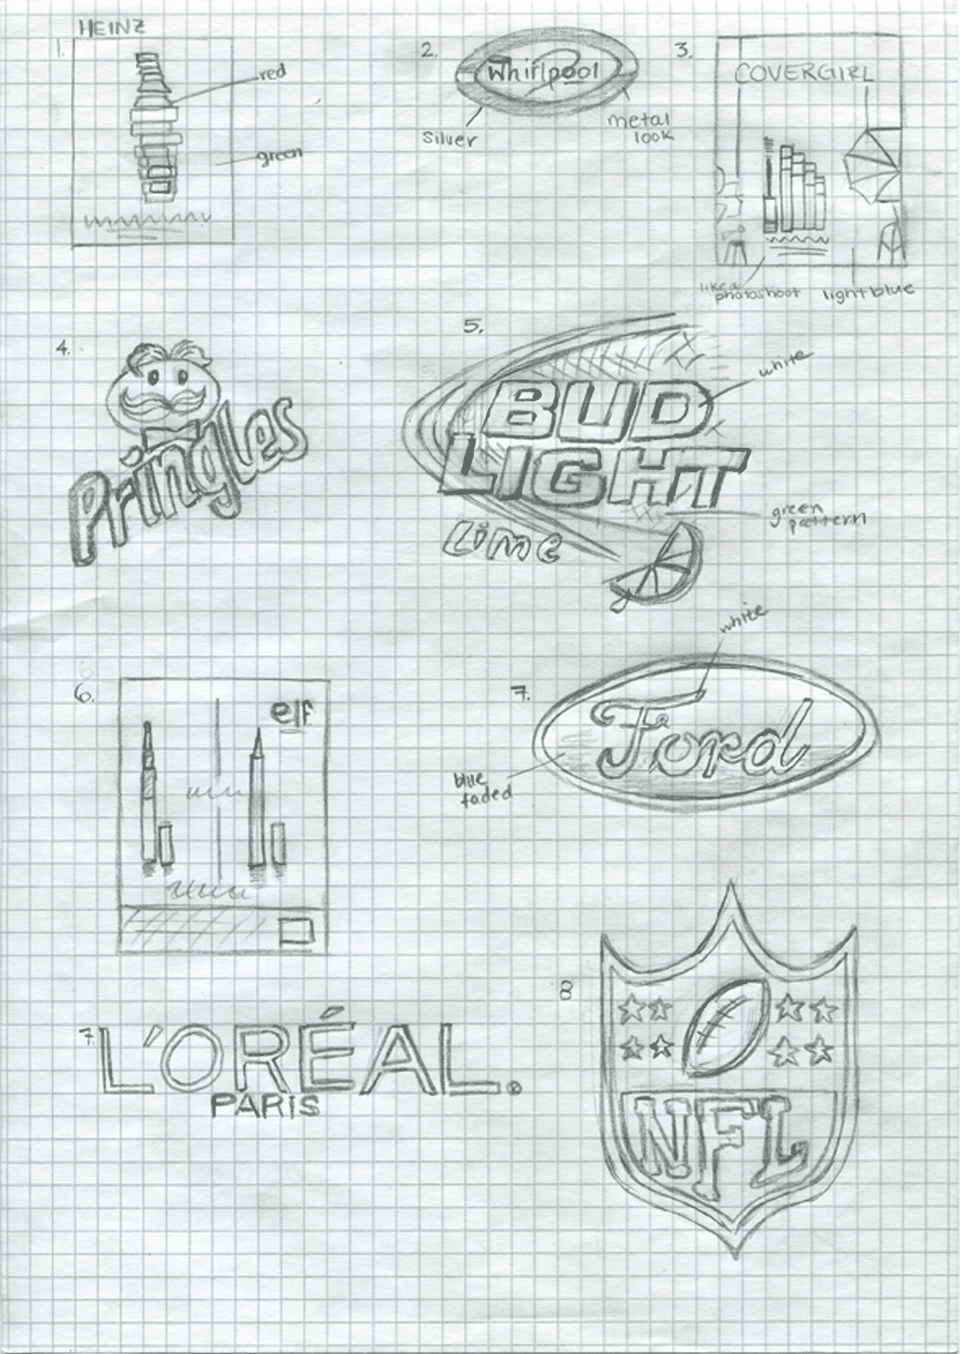 HEINZ
1.
red
green
2.
Whirlpool
Silver
metal
look
3.
COVERGIRL
like a
photoshoot
light blue
4.
Pringles
5.
BUD
LIGHT
Lime
white
green
pattern
6.
elf
7.
Ford
white
blue
faded
7.
L'ORÉAL®
PARIS
8
NFL